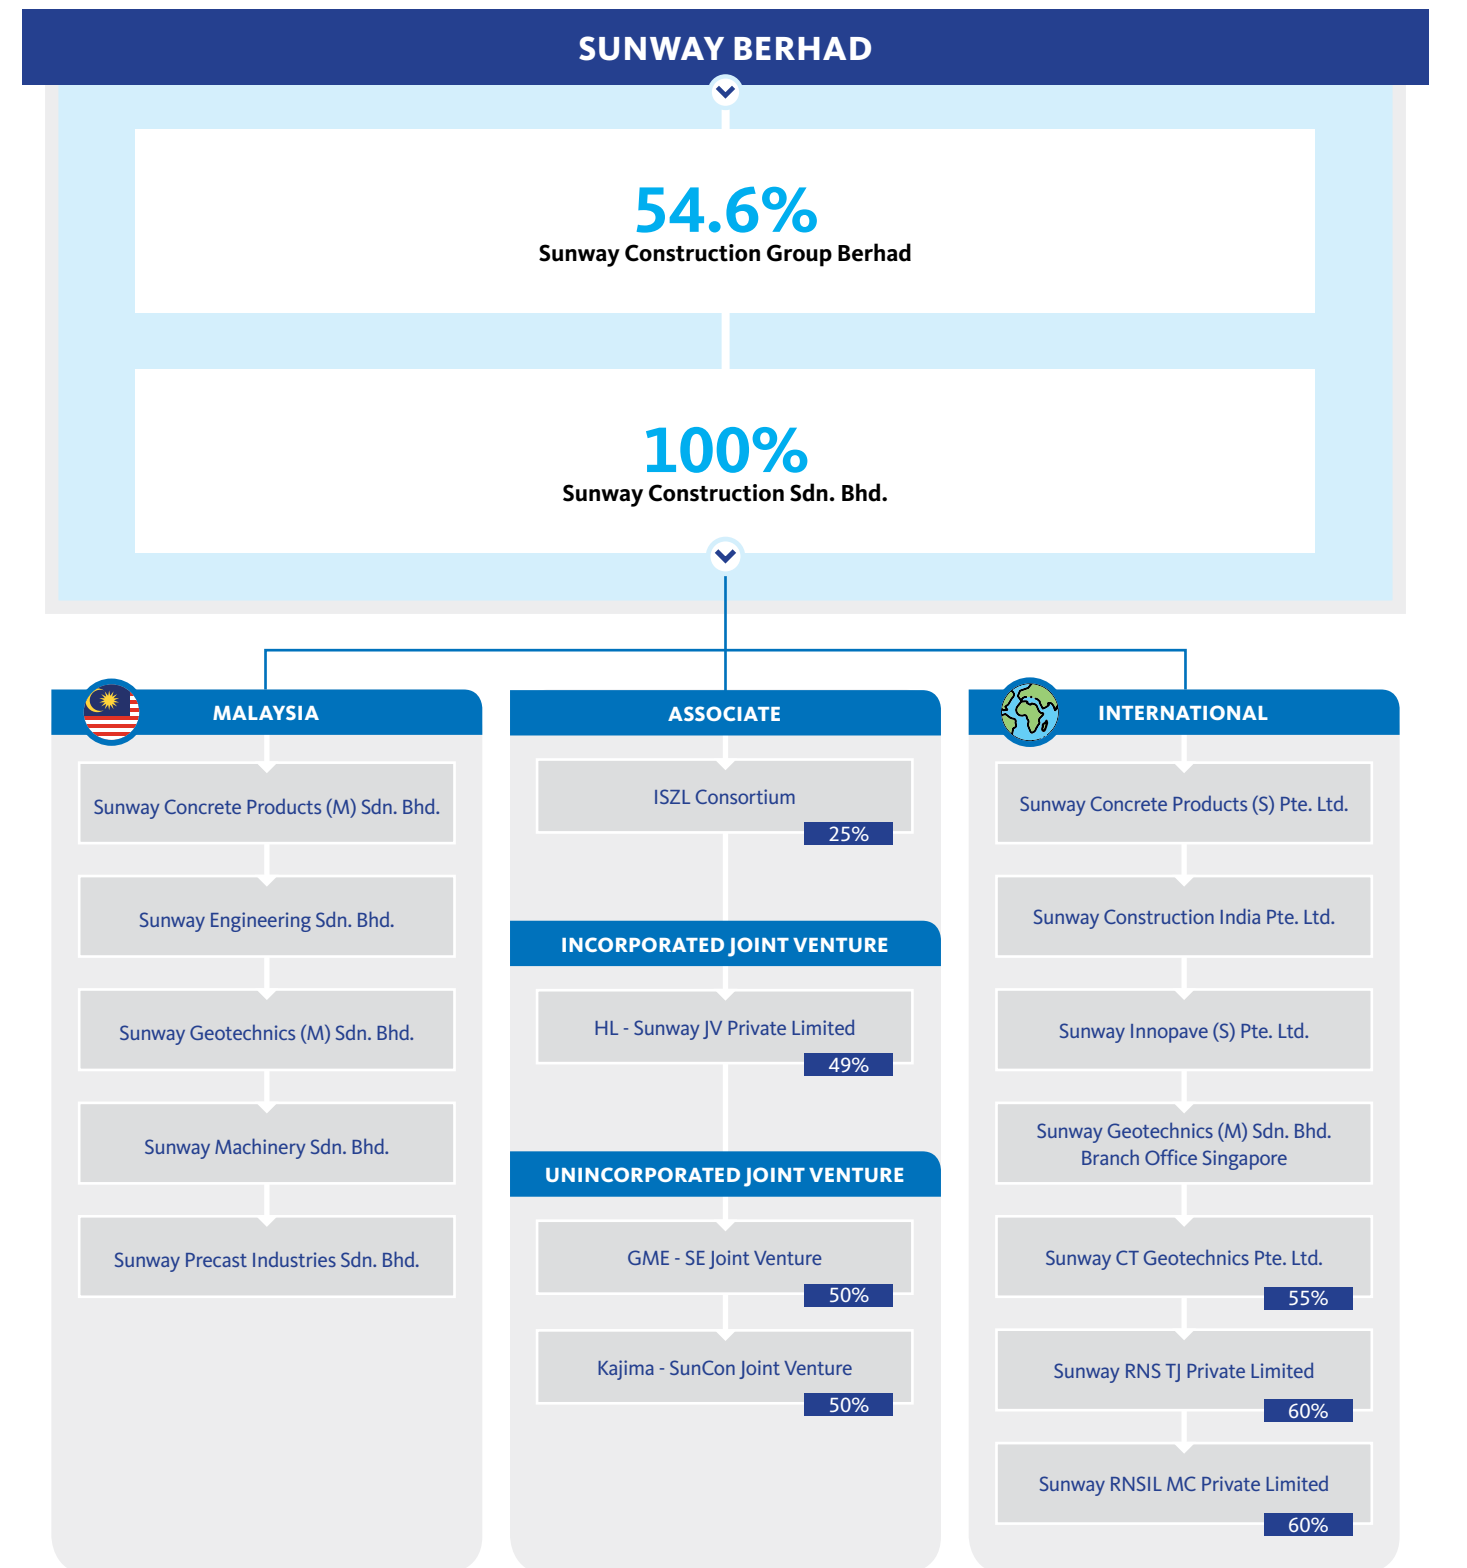 SUNWAY BERHAD
54.6%
Sunway Construction Group Berhad
100%
Sunway Construction Sdn. Bhd.
MALAYSIA
Sunway Concrete Products (M) Sdn. Bhd.
Sunway Engineering Sdn. Bhd.
Sunway Geotechnics (M) Sdn. Bhd.
Sunway Machinery Sdn. Bhd.
Sunway Precast Industries Sdn. Bhd.
ASSOCIATE
ISZL Consortium
25%
INCORPORATED JOINT VENTURE
HL - Sunway JV Private Limited
49%
UNINCORPORATED JOINT VENTURE
GME - SE Joint Venture
50%
Kajima - SunCon Joint Venture
50%
INTERNATIONAL
Sunway Concrete Products (S) Pte. Ltd.
Sunway Construction India Pte. Ltd.
Sunway Innopave (S) Pte. Ltd.
Sunway Geotechnics (M) Sdn. Bhd.
Branch Office Singapore
Sunway CT Geotechnics Pte. Ltd.
55%
Sunway RNS TJ Private Limited
60%
Sunway RNSIL MC Private Limited
60%